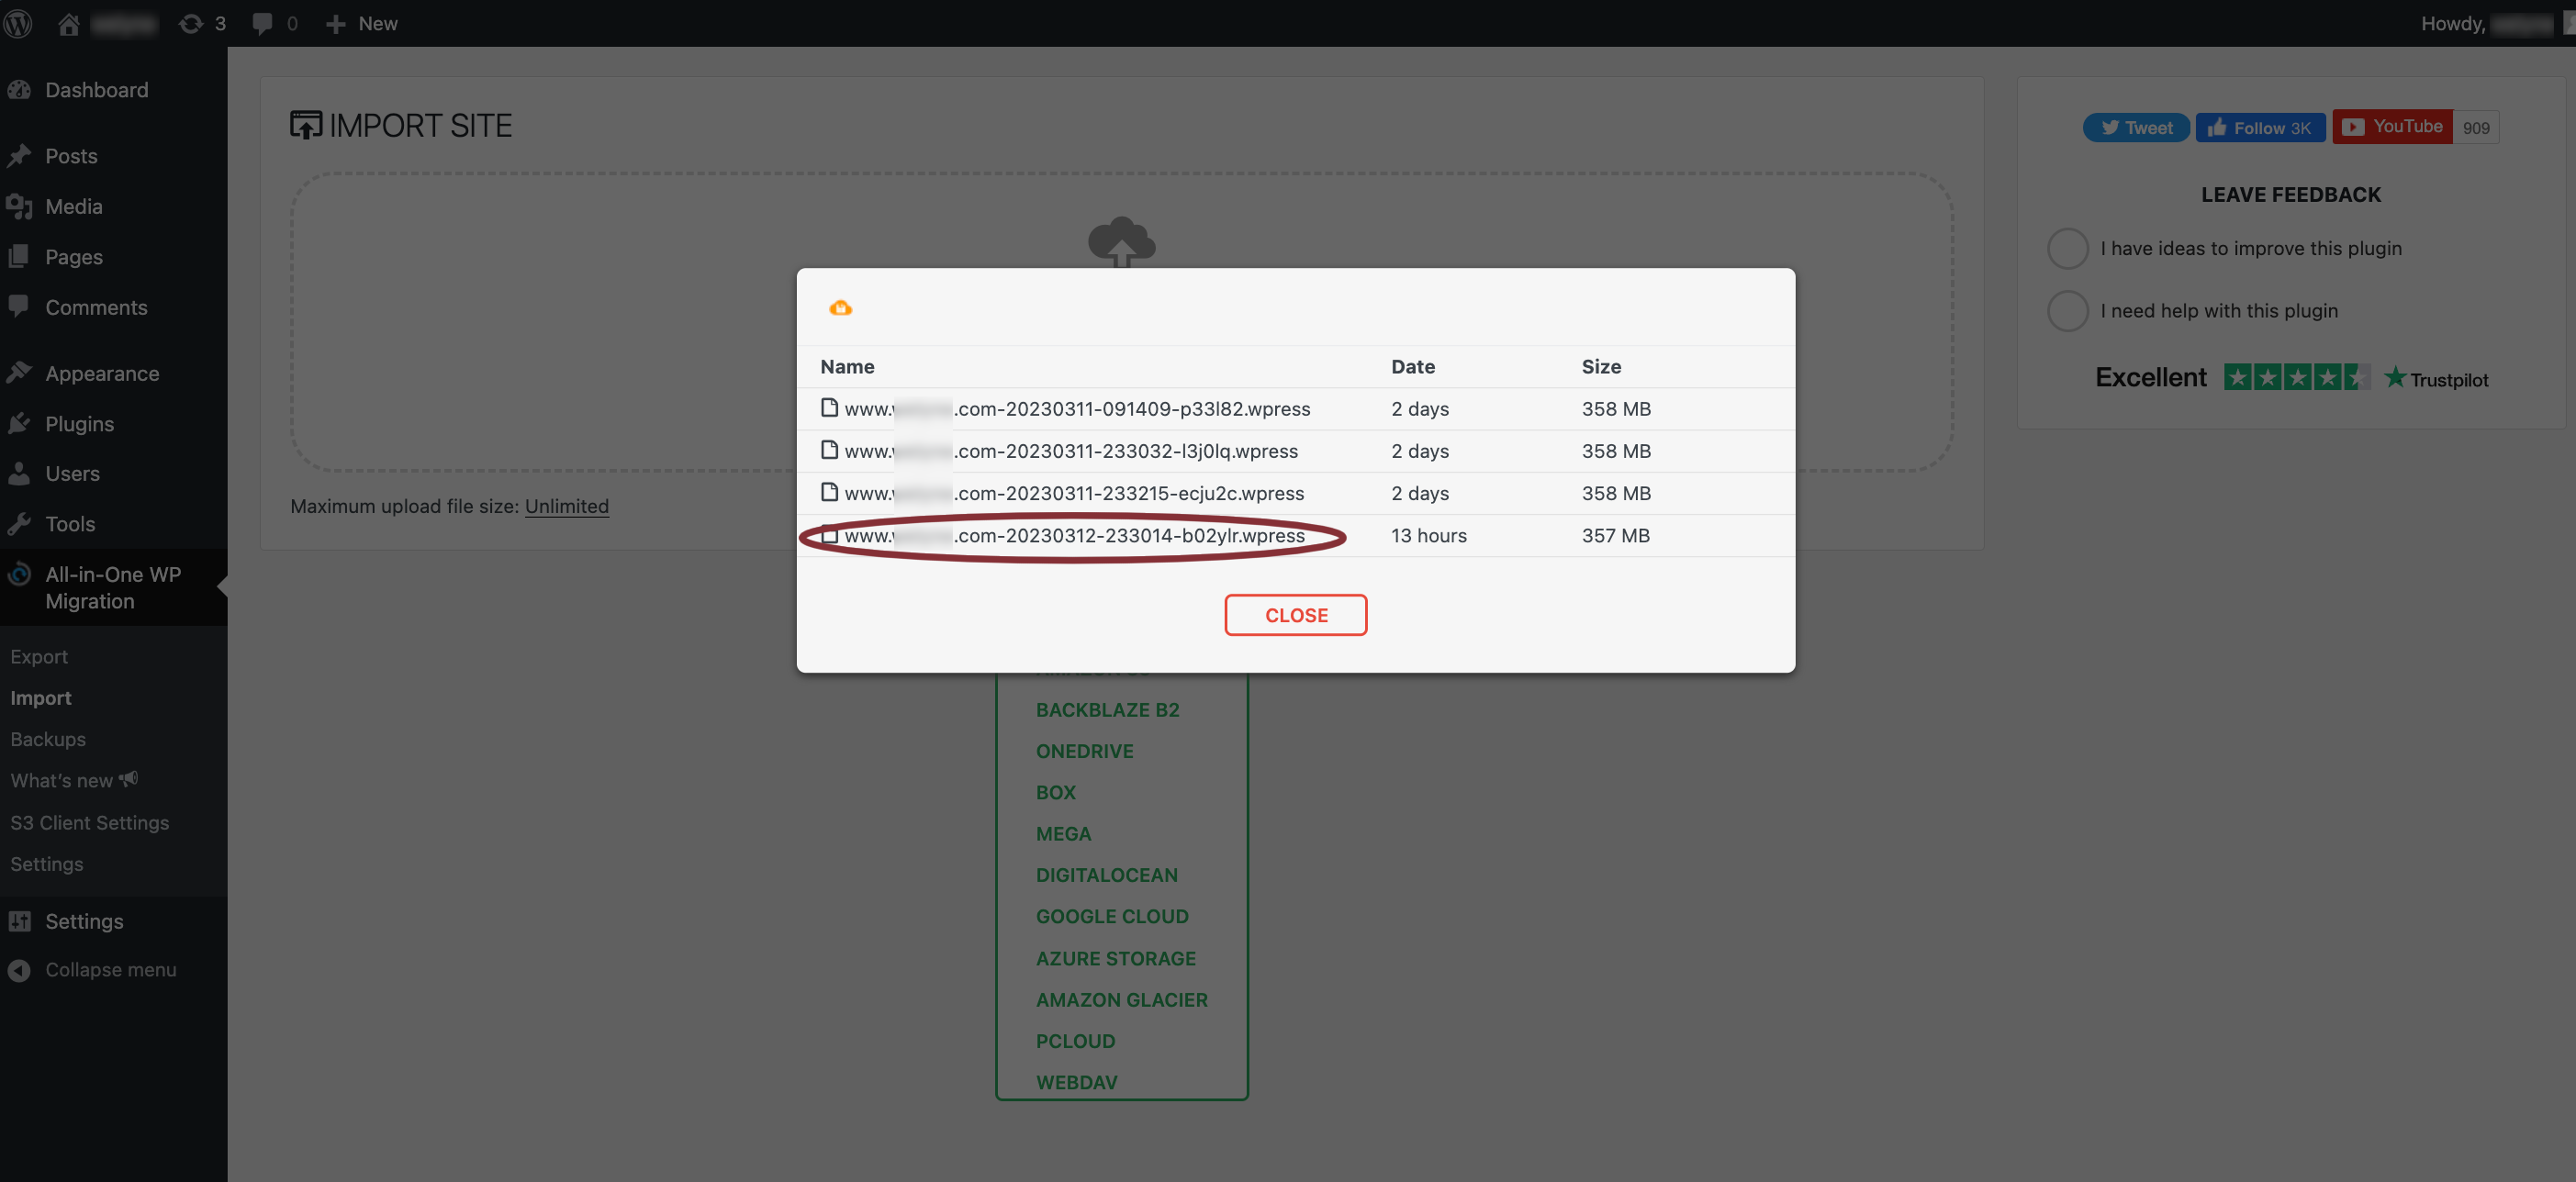 3 0 New
Howdy,
Dashboard
Posts
Media
Pages
Comments
Appearance
Plugins
Users
Tools
All-in-One WP
Migration
Export
Import
Backups
What's new
S3 Client Settings
Settings
Settings
Collapse menu
IMPORT SITE
Maximum upload file size: Unlimited
Name Date Size
www. .com-20230311-091409-p33l82.wpress 2 days 358 MB
www. .com-20230311-233032-l3j0lq.wpress 2 days 358 MB
www. .com-20230311-233215-ecju2c.wpress 2 days 358 MB
www. .com-20230312-233014-b02ylr.wpress 13 hours 357 MB
CLOSE
BACKBLAZE B2
ONEDRIVE
BOX
MEGA
DIGITALOCEAN
GOOGLE CLOUD
AZURE STORAGE
AMAZON GLACIER
PCLOUD
WEBDAV
Tweet Follow 3K YouTube 909
LEAVE FEEDBACK
I have ideas to improve this plugin
I need help with this plugin
Excellent Trustpilot